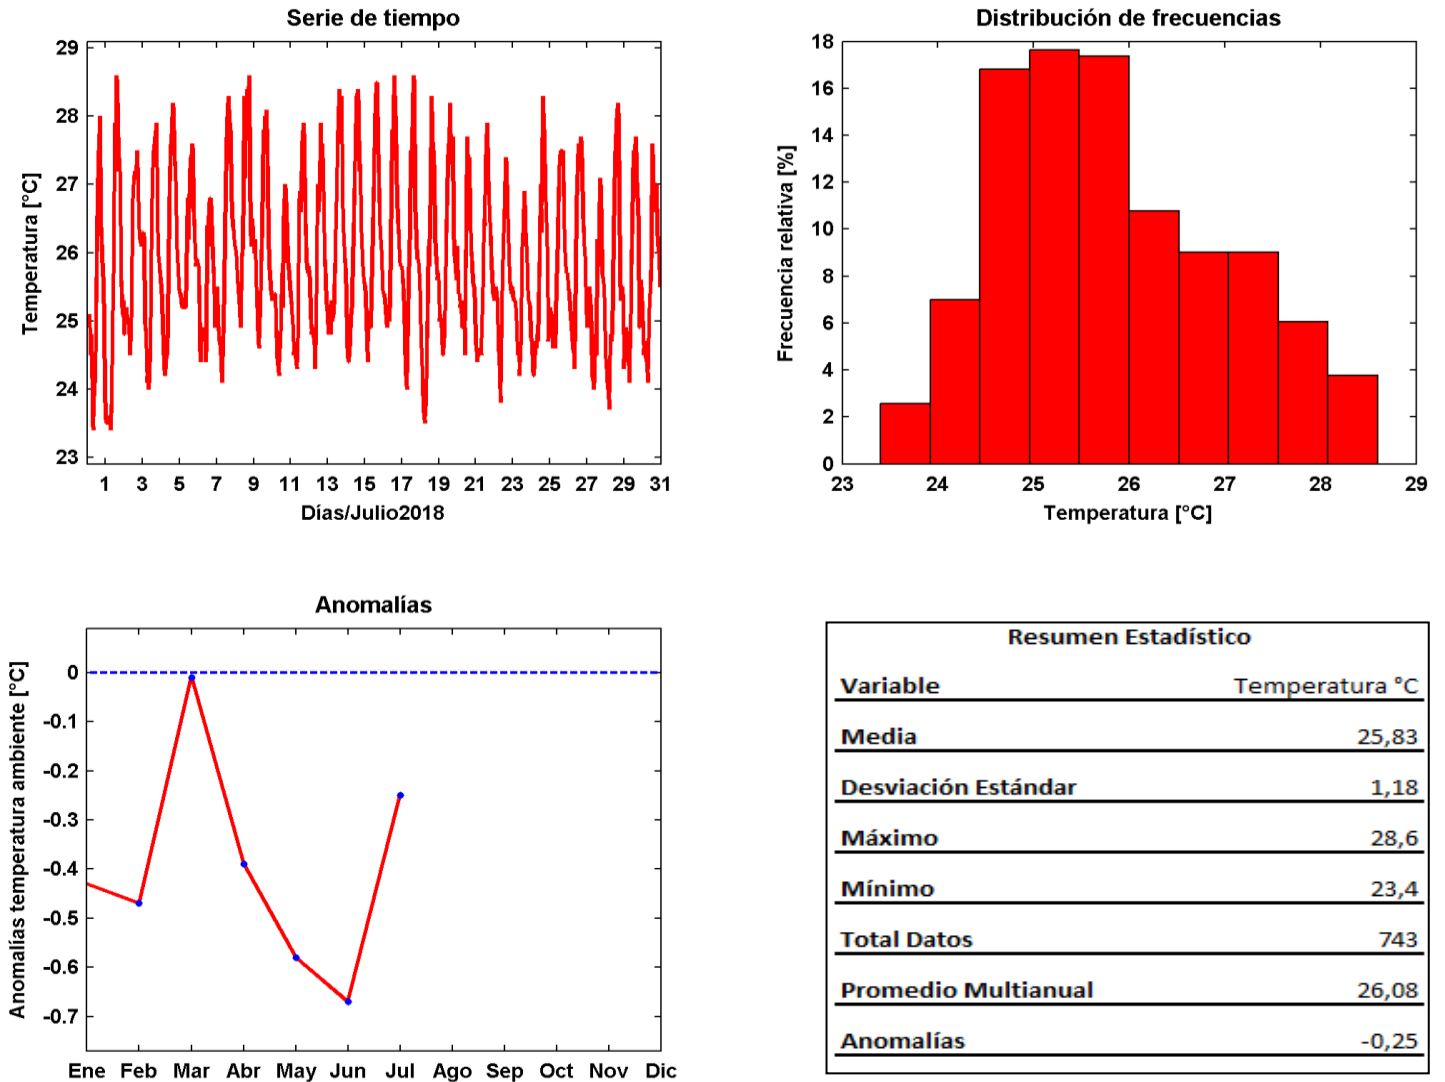 Serie de tiempo
Temperatura [°C]
29
28
27
26
25
24
23
1 3 5 7 9 11 13 15 17 19 21 23 25 27 29 31
Días/Julio2018
Distribución de frecuencias
Frecuencia relativa [%]
18
16
14
12
10
8
6
4
2
0
23 24 25 26 27 28 29
Temperatura [°C]
Anomalías
Anomalías temperatura ambiente [°C]
0
-0.1
-0.2
-0.3
-0.4
-0.5
-0.6
-0.7
Ene Feb Mar Abr May Jun Jul Ago Sep Oct Nov Dic
Resumen Estadístico
Variable Temperatura °C
Media 25,83
Desviación Estándar 1,18
Máximo 28,6
Mínimo 23,4
Total Datos 743
Promedio Multianual 26,08
Anomalías -0,25